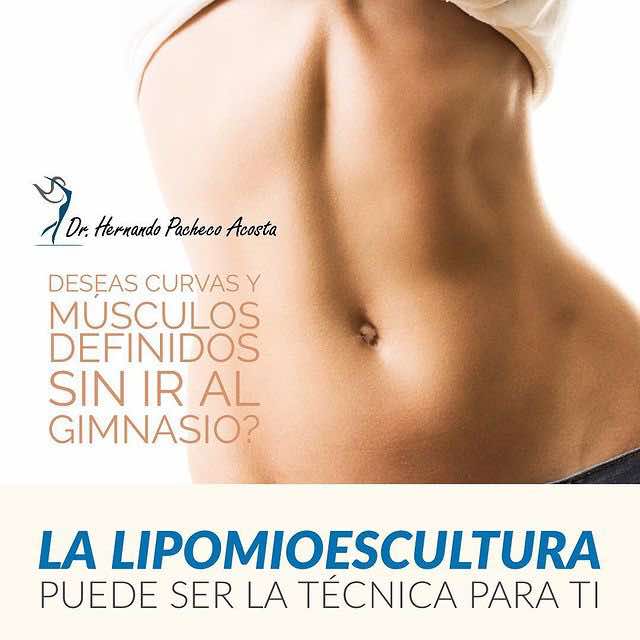 Dr. Hernando Pacheco Acosta
DESEAS CURVAS Y
MÚSCULOS
DEFINIDOS
SIN IR AL
GIMNASIO?
LA LIPOMIOESCULTURA
PUEDE SER LA TÉCNICA PARA TI